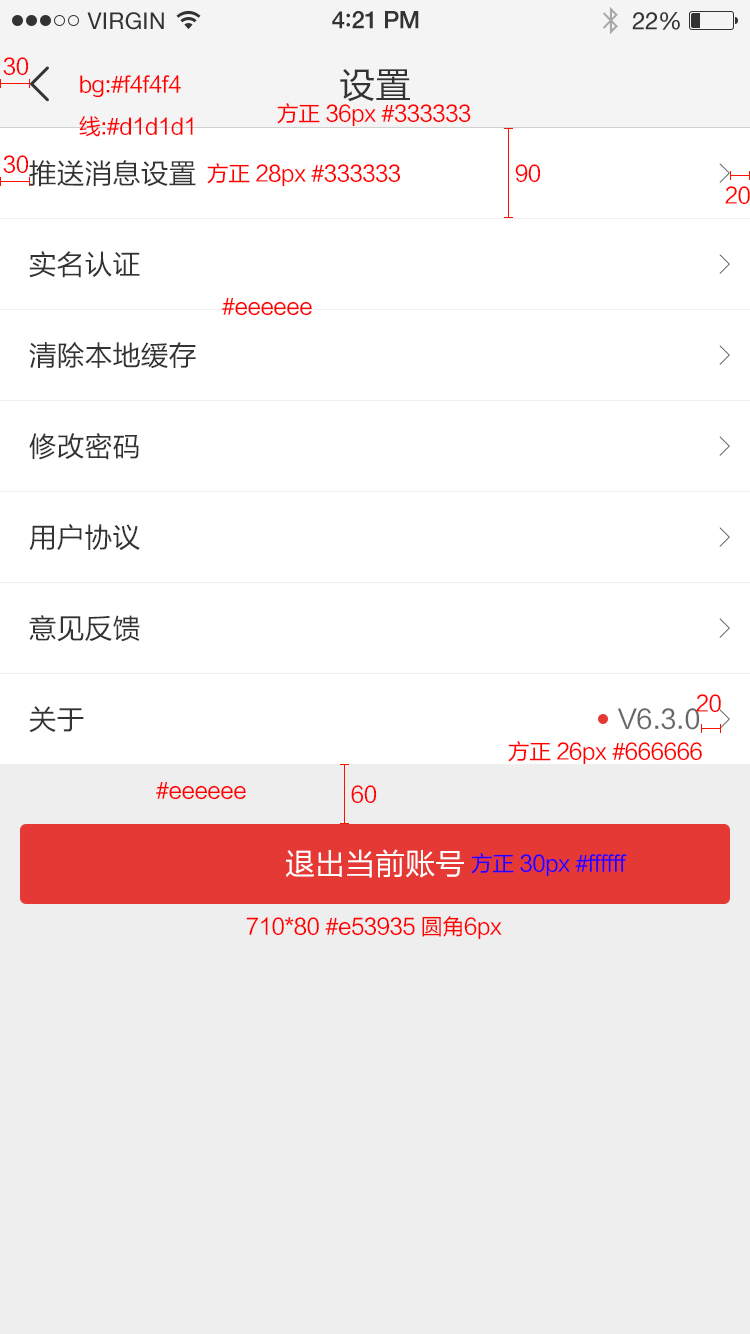 VIRGIN 4:21 PM 22%
30 设置
bg:#f4f4f4
方正 36px #333333
线:#d1d1d1
30 推送消息设置 方正 28px #333333 90
20
实名认证
#eeeeee
清除本地缓存
修改密码
用户协议
意见反馈
20
关于 V6.3.0
方正 26px #666666
#eeeeee 60
退出当前账号 方正 30px #ffffff
710*80 #e53935 圆角6px